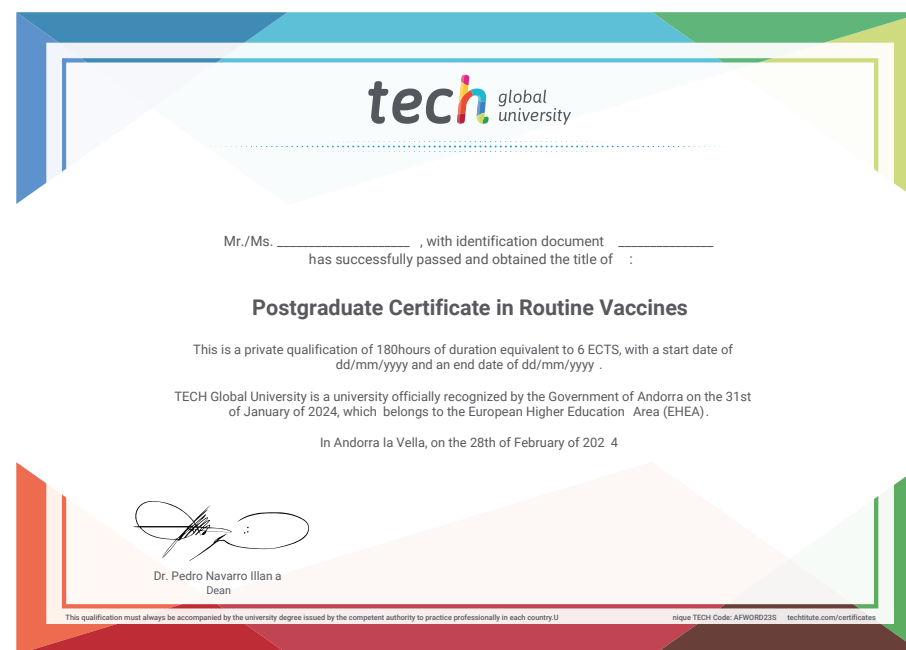 tech global
university
Mr./Ms. _____________________ , with identification document _______________
has successfully passed and obtained the title of :
Postgraduate Certificate in Routine Vaccines
This is a private qualification of 180hours of duration equivalent to 6 ECTS, with a start date of
dd/mm/yyyy and an end date of dd/mm/yyyy .
TECH Global University is a university officially recognized by the Government of Andorra on the 31st
of January of 2024, which belongs to the European Higher Education Area (EHEA).
In Andorra la Vella, on the 28th of February of 202 4
Dr. Pedro Navarro Illan a
Dean
This qualification must always be accompanied by the university degree issued by the competent authority to practice professionally in each country.U nique TECH Code: AFWORD23S techtitute.com/certificates